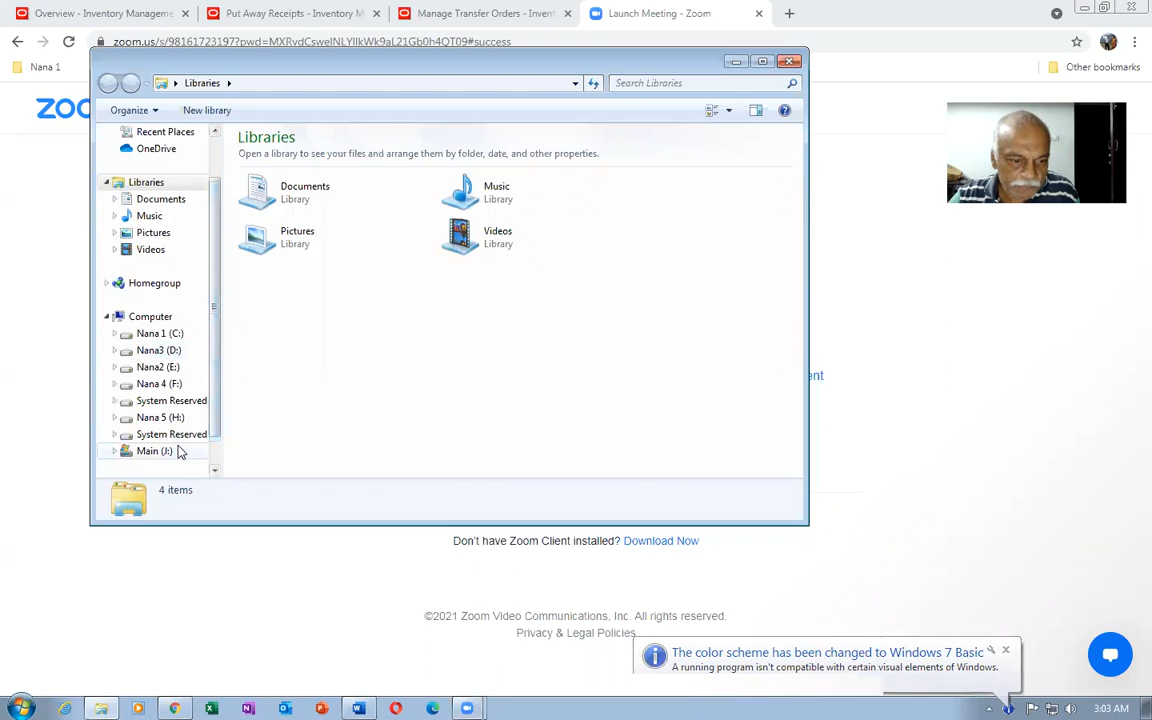 Overview - Inventory Manageme
Put Away Receipts - Inventory M
Manage Transfer Orders - Invent
Launch Meeting - Zoom
zoom.us/s/98161723197?pwd=MXRvdCsweINLYIlkWk9aL21Gb0h4QT09#success
Nana 1
Other bookmarks
zoo
Libraries
Search Libraries
Organize
New library
Recent Places
OneDrive
Libraries
Documents
Music
Pictures
Videos
Homegroup
Computer
Nana 1 (C:)
Nana3 (D:)
Nana2 (E:)
Nana 4 (F:)
System Reserved
Nana 5 (H:)
System Reserved
Main (J:)
Libraries
Open a library to see your files and arrange them by folder, date, and other properties.
Documents
Library
Music
Library
Pictures
Library
Videos
Library
4 items
ent
Don't have Zoom Client installed? Download Now
©2021 Zoom Video Communications, Inc. All rights reserved.
Privacy & Legal Policies
The color scheme has been changed to Windows 7 Basic
A running program isn't compatible with certain visual elements of Windows.
3:03 AM